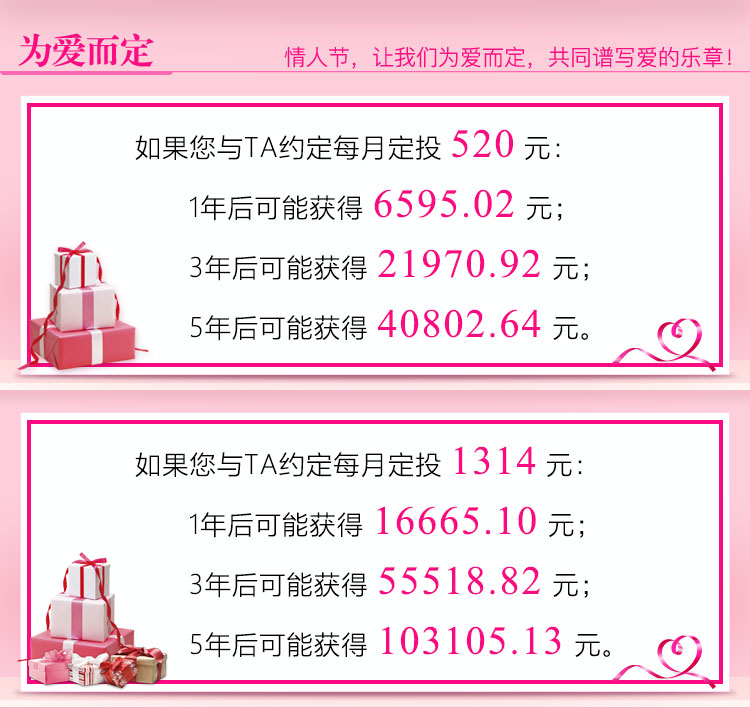 为爱而定
情人节，让我们为爱而定，共同谱写爱的乐章！
如果您与TA约定每月定投 520 元：
1年后可能获得 6595.02 元；
3年后可能获得 21970.92 元；
5年后可能获得 40802.64 元。
如果您与TA约定每月定投 1314 元：
1年后可能获得 16665.10 元；
3年后可能获得 55518.82 元；
5年后可能获得 103105.13 元。